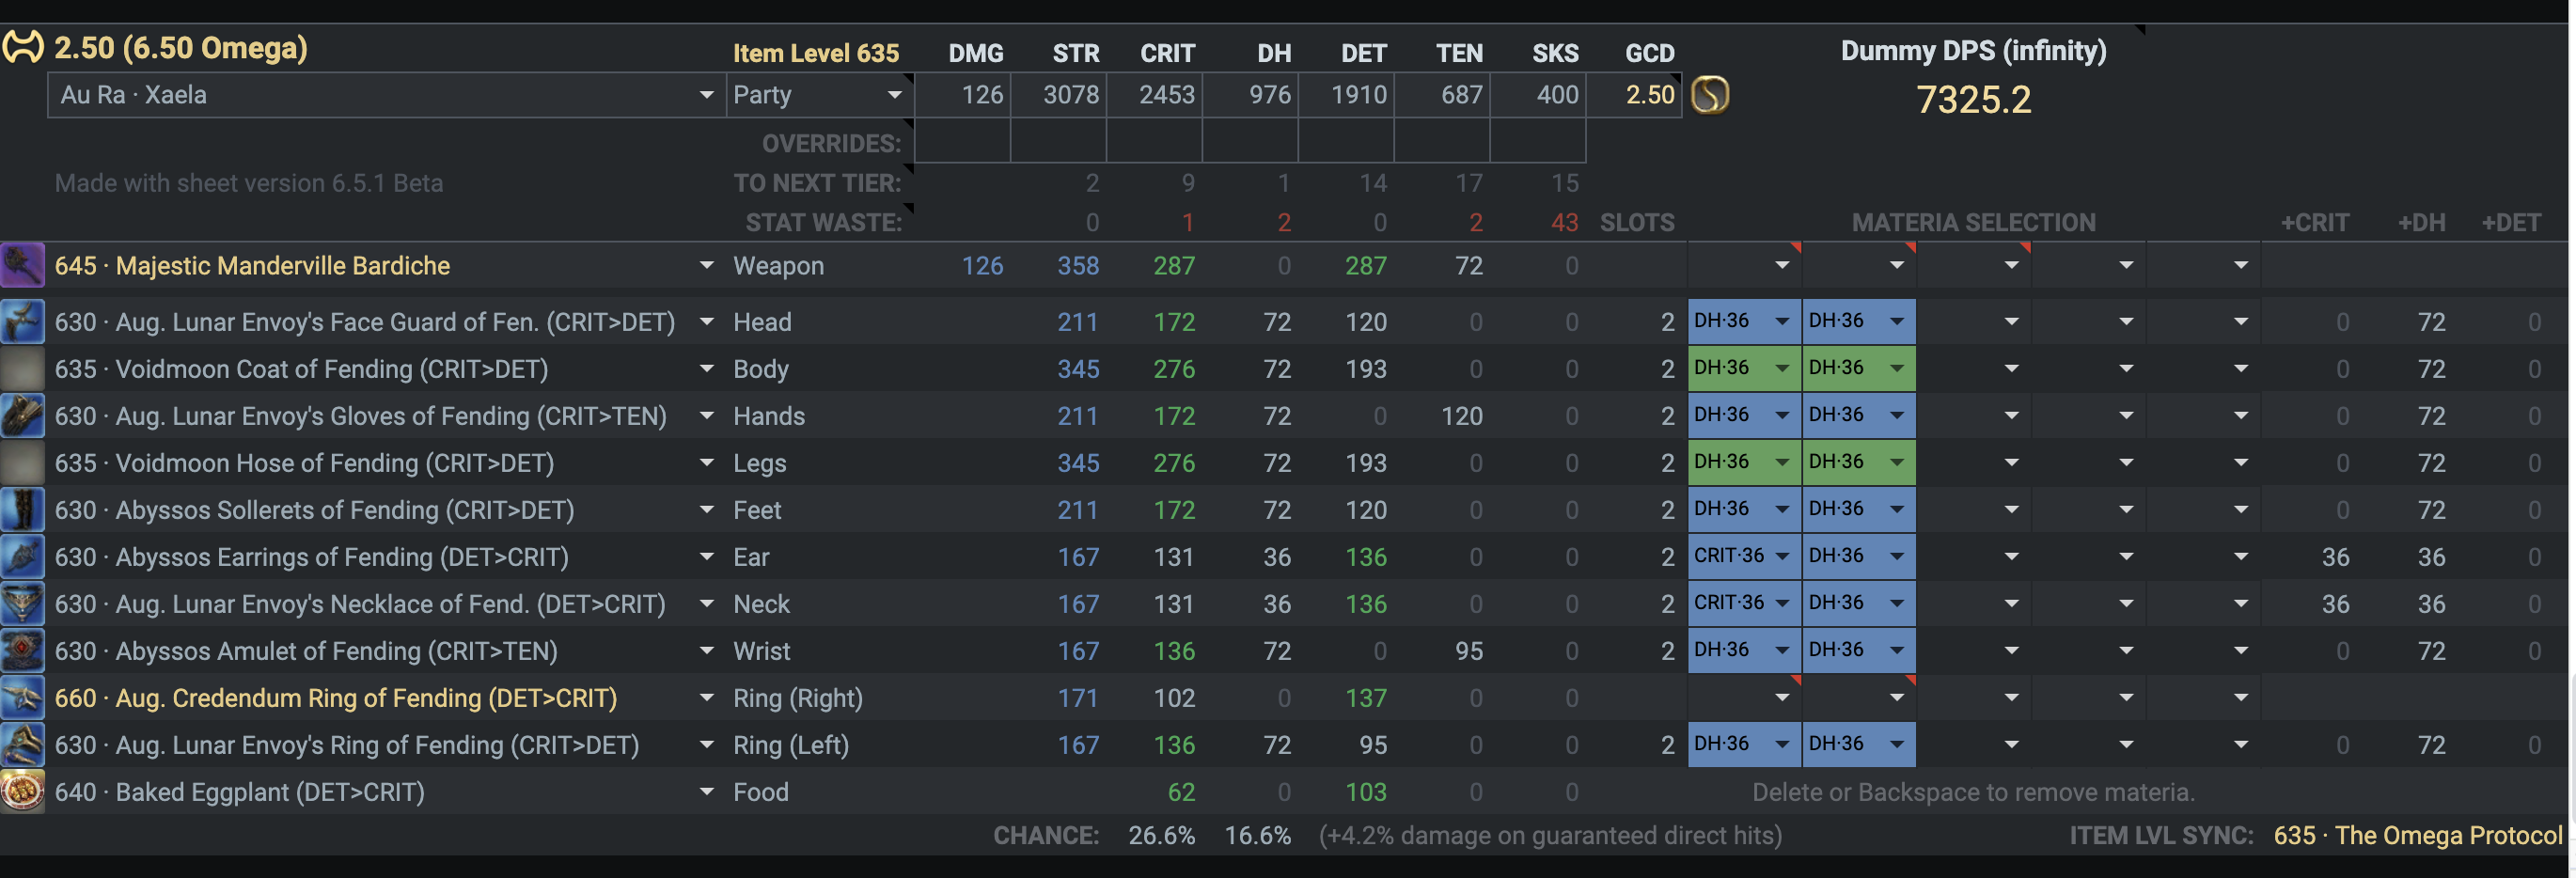 2.50 (6.50 Omega) Item Level 635 DMG STR CRIT DH DET TEN SKS GCD Dummy DPS (infinity)
Au Ra · Xaela Party 126 3078 2453 976 1910 687 400 2.50 7325.2
OVERRIDES:
Made with sheet version 6.5.1 Beta TO NEXT TIER: 2 9 1 14 17 15
STAT WASTE: 0 1 2 0 2 43 SLOTS MATERIA SELECTION +CRIT +DH +DET
645 · Majestic Manderville Bardiche Weapon 126 358 287 0 287 72 0
630 · Aug. Lunar Envoy's Face Guard of Fen. (CRIT>DET) Head 211 172 72 120 0 0 2 DH·36 DH·36 0 72 0
635 · Voidmoon Coat of Fending (CRIT>DET) Body 345 276 72 193 0 0 2 DH·36 DH·36 0 72 0
630 · Aug. Lunar Envoy's Gloves of Fending (CRIT>TEN) Hands 211 172 72 0 120 0 2 DH·36 DH·36 0 72 0
635 · Voidmoon Hose of Fending (CRIT>DET) Legs 345 276 72 193 0 0 2 DH·36 DH·36 0 72 0
630 · Abyssos Sollerets of Fending (CRIT>DET) Feet 211 172 72 120 0 0 2 DH·36 DH·36 0 72 0
630 · Abyssos Earrings of Fending (DET>CRIT) Ear 167 131 36 136 0 0 2 CRIT·36 DH·36 36 36 0
630 · Aug. Lunar Envoy's Necklace of Fend. (DET>CRIT) Neck 167 131 36 136 0 0 2 CRIT·36 DH·36 36 36 0
630 · Abyssos Amulet of Fending (CRIT>TEN) Wrist 167 136 72 0 95 0 2 DH·36 DH·36 0 72 0
660 · Aug. Credendum Ring of Fending (DET>CRIT) Ring (Right) 171 102 0 137 0 0
630 · Aug. Lunar Envoy's Ring of Fending (CRIT>DET) Ring (Left) 167 136 72 95 0 0 2 DH·36 DH·36 0 72 0
640 · Baked Eggplant (DET>CRIT) Food 62 0 103 0 0 Delete or Backspace to remove materia.
CHANCE: 26.6% 16.6% (+4.2% damage on guaranteed direct hits) ITEM LVL SYNC: 635 · The Omega Protocol